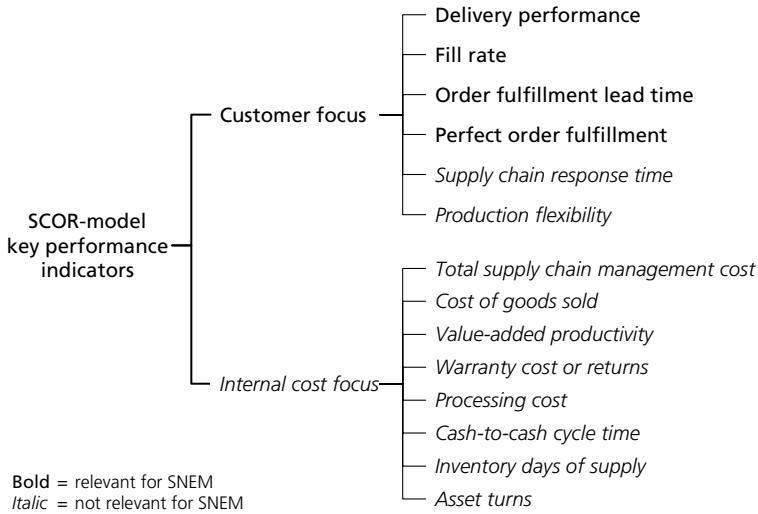 Delivery performance
Fill rate
Order fulfillment lead time
Customer focus
Perfect order fulfillment
Supply chain response time
Production flexibility
SCOR-model
key performance
indicators
Total supply chain management cost
Cost of goods sold
Value-added productivity
Warranty cost or returns
Internal cost focus
Processing cost
Cash-to-cash cycle time
Inventory days of supply
Asset turns
Bold = relevant for SNEM
Italic = not relevant for SNEM